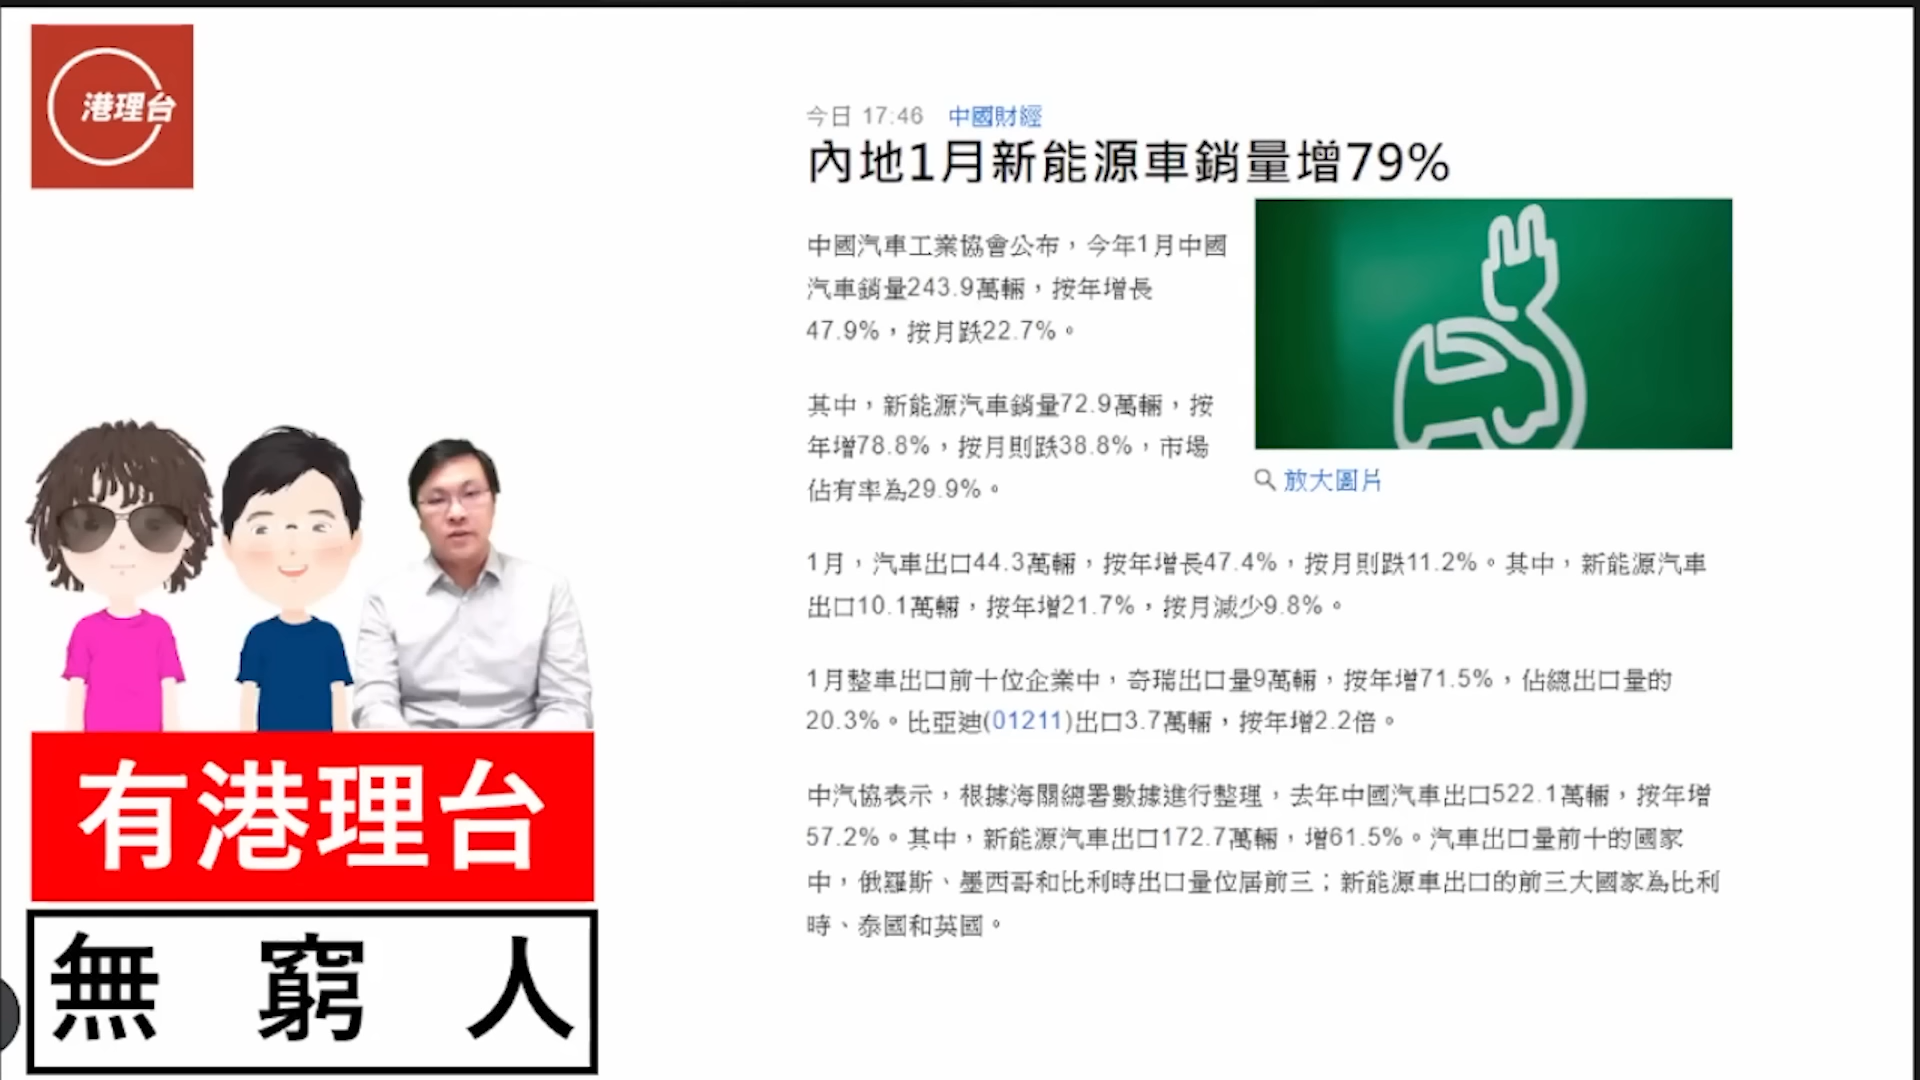 港理台
今日 17:46 中國財經
內地1月新能源車銷量增79%
中國汽車工業協會公布，今年1月中國
汽車銷量243.9萬輛，按年增長
47.9%，按月跌22.7%。
其中，新能源汽車銷量72.9萬輛，按
年增78.8%，按月則跌38.8%，市場
佔有率為29.9%。
放大圖片
1月，汽車出口44.3萬輛，按年增長47.4%，按月則跌11.2%。其中，新能源汽車
出口10.1萬輛，按年增21.7%，按月減少9.8%。
1月整車出口前十位企業中，奇瑞出口量9萬輛，按年增71.5%，佔總出口量的
20.3%。比亞迪(01211)出口3.7萬輛，按年增2.2倍。
中汽協表示，根據海關總署數據進行整理，去年中國汽車出口522.1萬輛，按年增
57.2%。其中，新能源汽車出口172.7萬輛，增61.5%。汽車出口量前十的國家
中，俄羅斯、墨西哥和比利時出口量位居前三；新能源車出口的前三大國家為比利
時、泰國和英國。
有港理台
無窮人